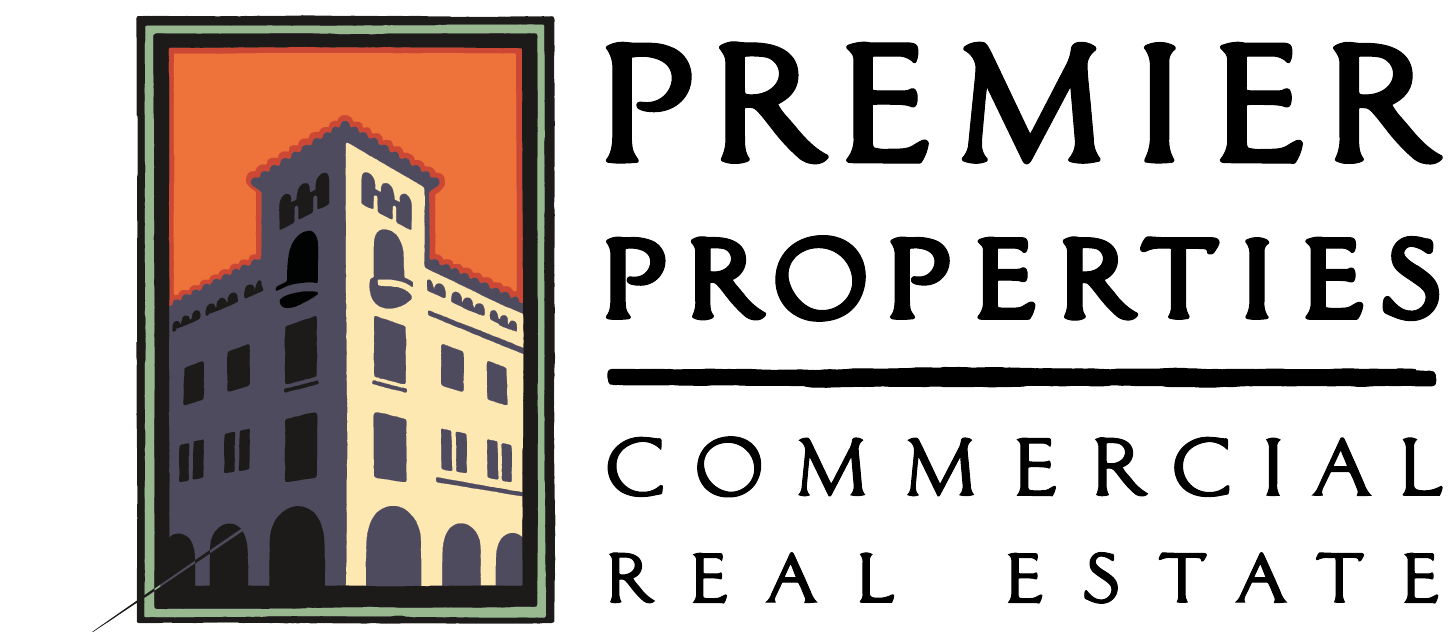 PREMIER
PROPERTIES
COMMERCIAL
REAL ESTATE